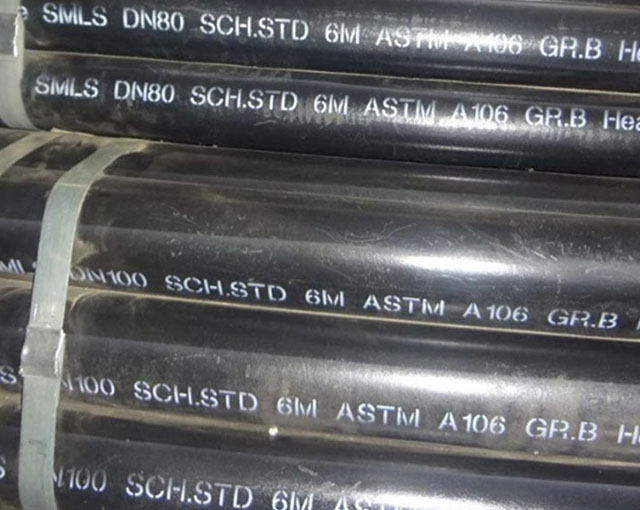 SMLS DN80 SCH.STD 6M ASTM A106 GR.B
SMLS DN80 SCH.STD 6M ASTM A106 GR.B Hea
DN100 SCH.STD 6M ASTM A106 GR.B
100 SCH.STD 6M ASTM A106 GR.B
100 SCH.STD 6M